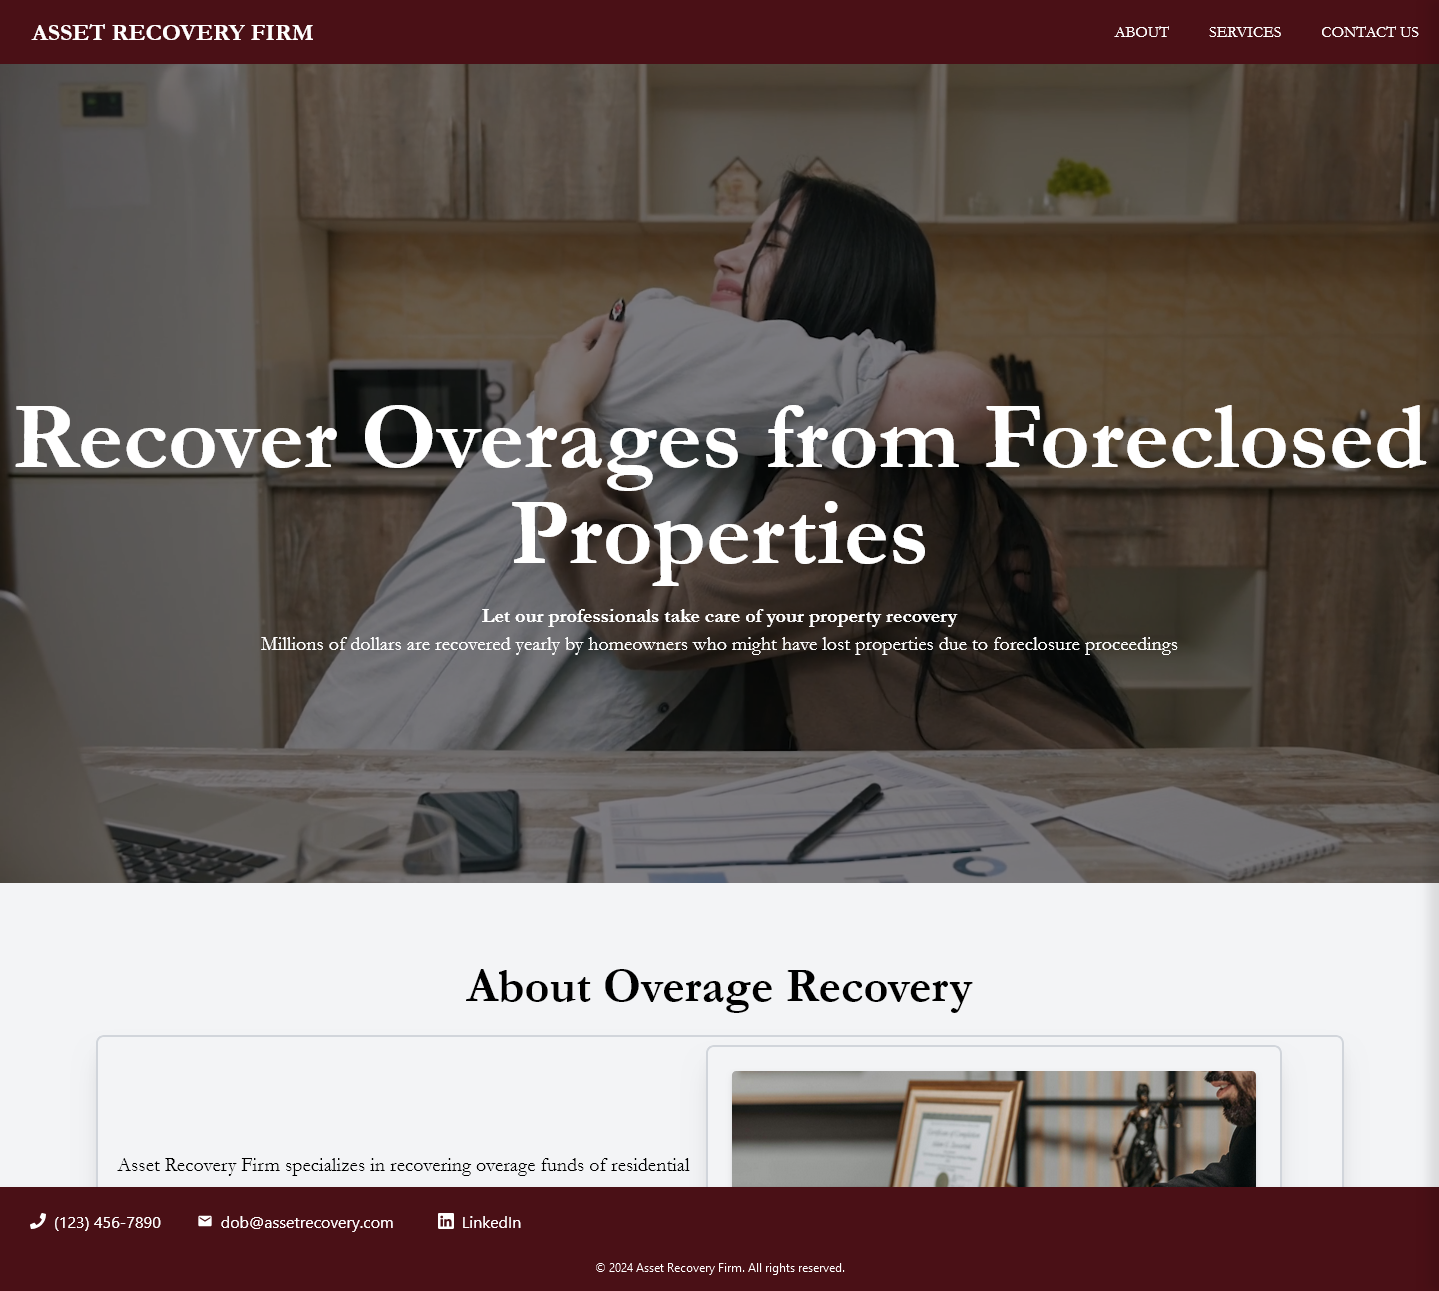 ASSET RECOVERY FIRM
ABOUT SERVICES CONTACT US
Recover Overages from Foreclosed
Properties
Let our professionals take care of your property recovery
Millions of dollars are recovered yearly by homeowners who might have lost properties due to foreclosure proceedings
About Overage Recovery
Asset Recovery Firm specializes in recovering overage funds of residential
(123) 456-7890 dob@assetrecovery.com LinkedIn
© 2024 Asset Recovery Firm. All rights reserved.